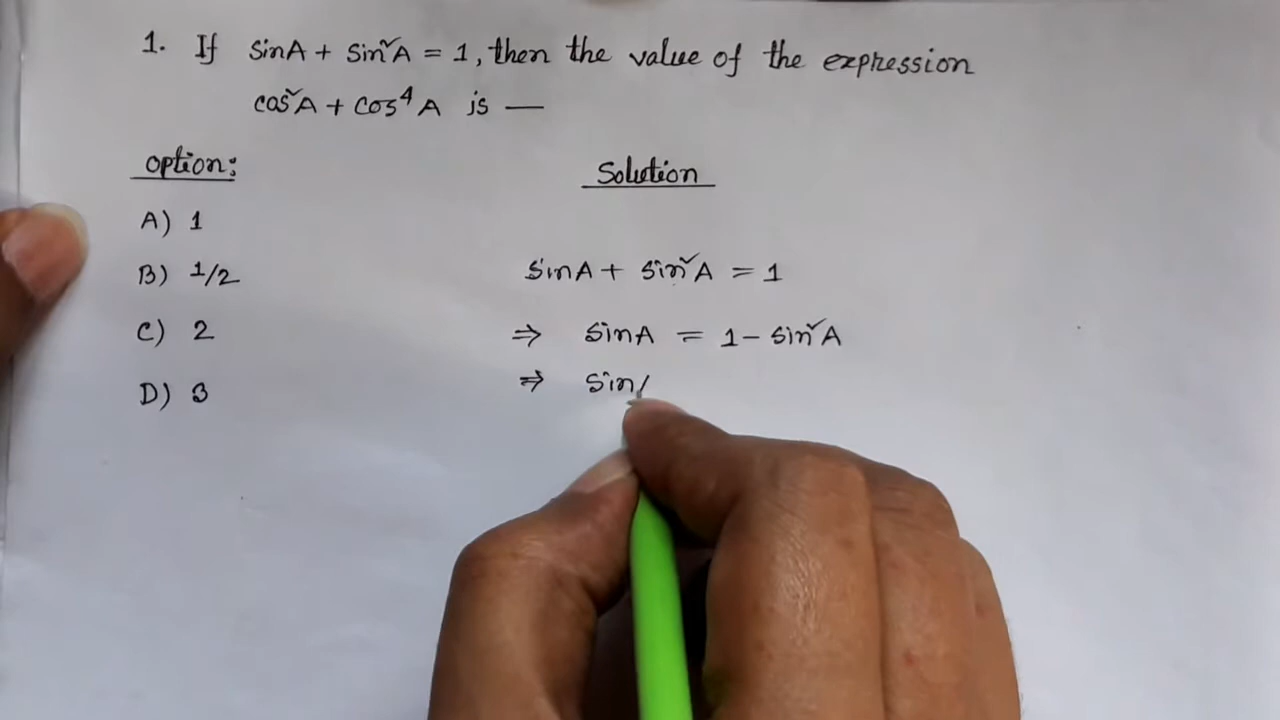 1. If sinA + sin²A = 1, then the value of the expression
cos²A + cos⁴A is —
option:
A) 1
B) 1/2
C) 2
D) 3
Solution
sinA + sin²A = 1
⇒ sinA = 1 - sin²A
⇒ sin